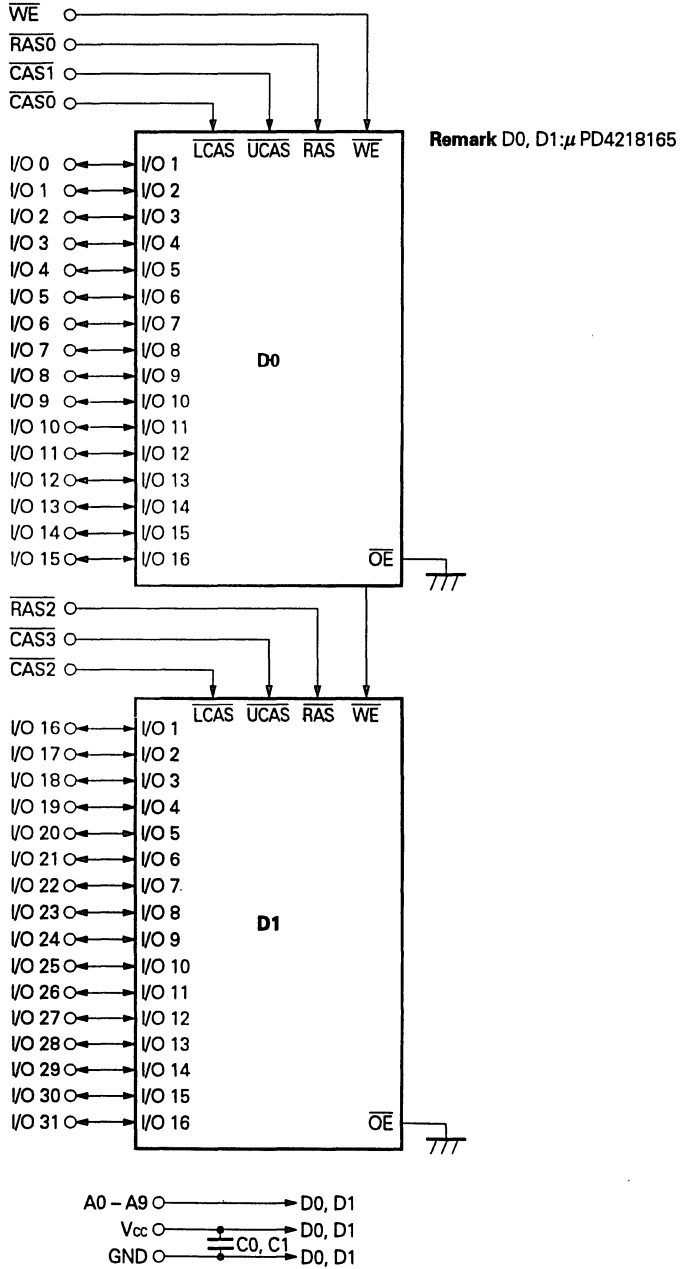 WE
RAS0
CAS1
CAS0
LCAS UCAS RAS WE
Remark D0, D1:μ PD4218165
I/O 0 I/O 1
I/O 1 I/O 2
I/O 2 I/O 3
I/O 3 I/O 4
I/O 4 I/O 5
I/O 5 I/O 6
I/O 6 I/O 7
I/O 7 I/O 8
D0
I/O 8 I/O 9
I/O 9 I/O 10
I/O 10 I/O 11
I/O 11 I/O 12
I/O 12 I/O 13
I/O 13 I/O 14
I/O 14 I/O 15
I/O 15 I/O 16 OE
RAS2
CAS3
CAS2
LCAS UCAS RAS WE
I/O 16 I/O 1
I/O 17 I/O 2
I/O 18 I/O 3
I/O 19 I/O 4
I/O 20 I/O 5
I/O 21 I/O 6
I/O 22 I/O 7
I/O 23 I/O 8
D1
I/O 24 I/O 9
I/O 25 I/O 10
I/O 26 I/O 11
I/O 27 I/O 12
I/O 28 I/O 13
I/O 29 I/O 14
I/O 30 I/O 15
I/O 31 I/O 16 OE
A0 – A9 D0, D1
Vcc D0, D1
C0, C1
GND D0, D1